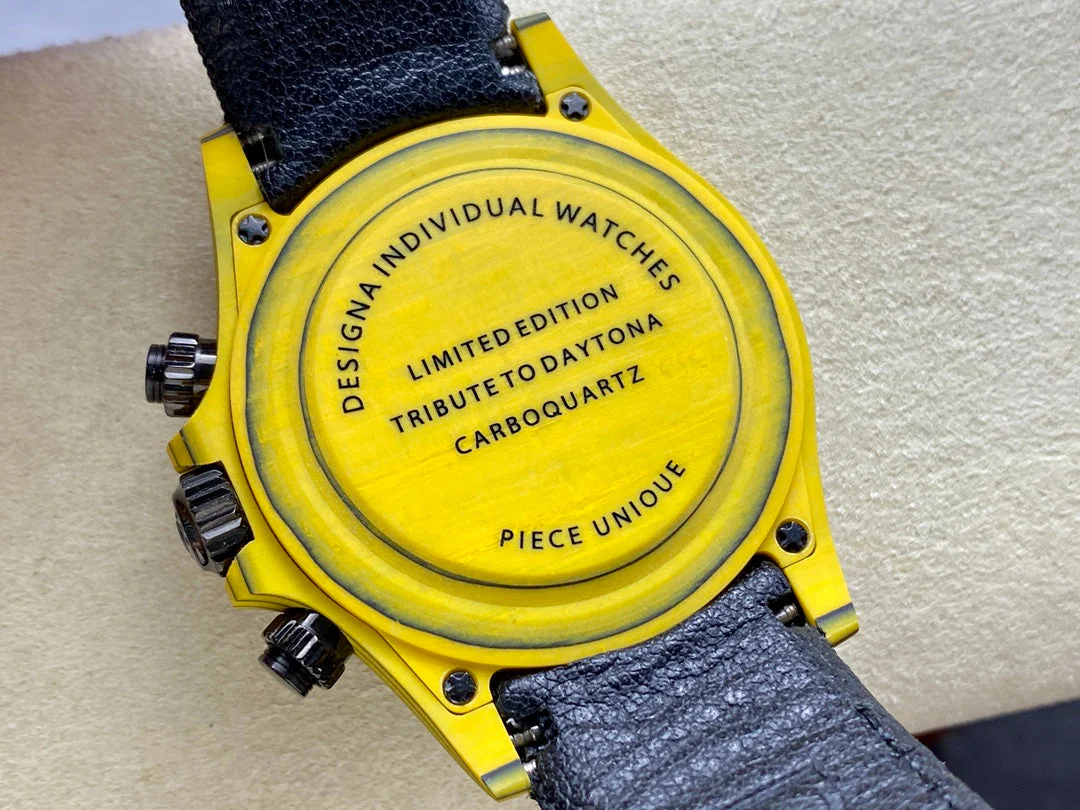 DESIGNA INDIVIDUAL WATCHES
LIMITED EDITION
TRIBUTE TO DAYTONA
CARBOQUARTZ
PIECE UNIQUE